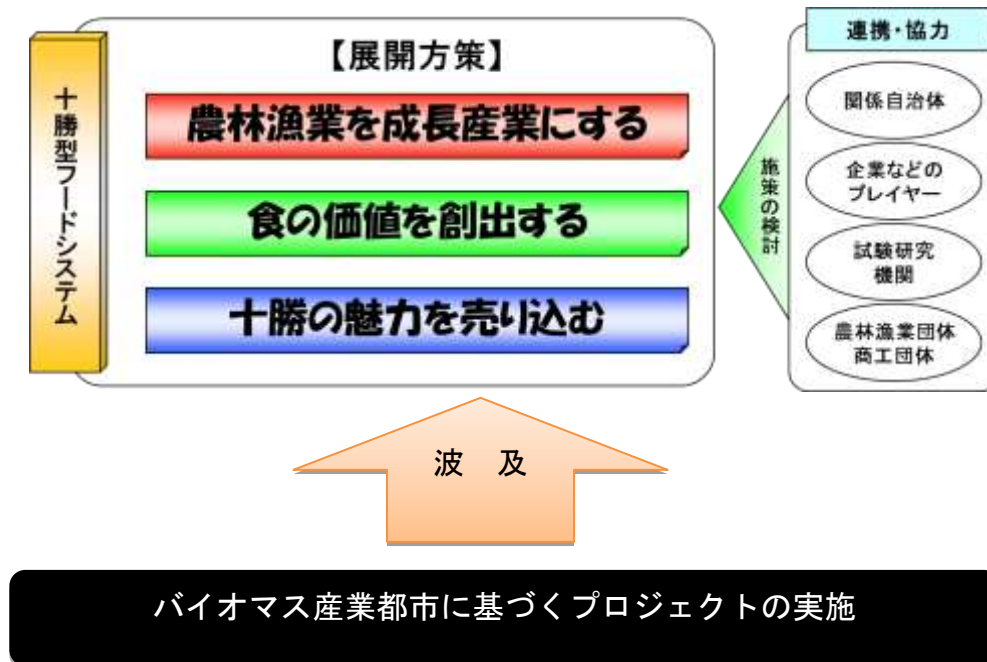 十勝型フードシステム
【展開方策】
農林漁業を成長産業にする
食の価値を創出する
十勝の魅力を売り込む
施策の検討
連携・協力
関係自治体
企業などの
プレイヤー
試験研究
機関
農林漁業団体
商工団体
波 及
バイオマス産業都市に基づくプロジェクトの実施